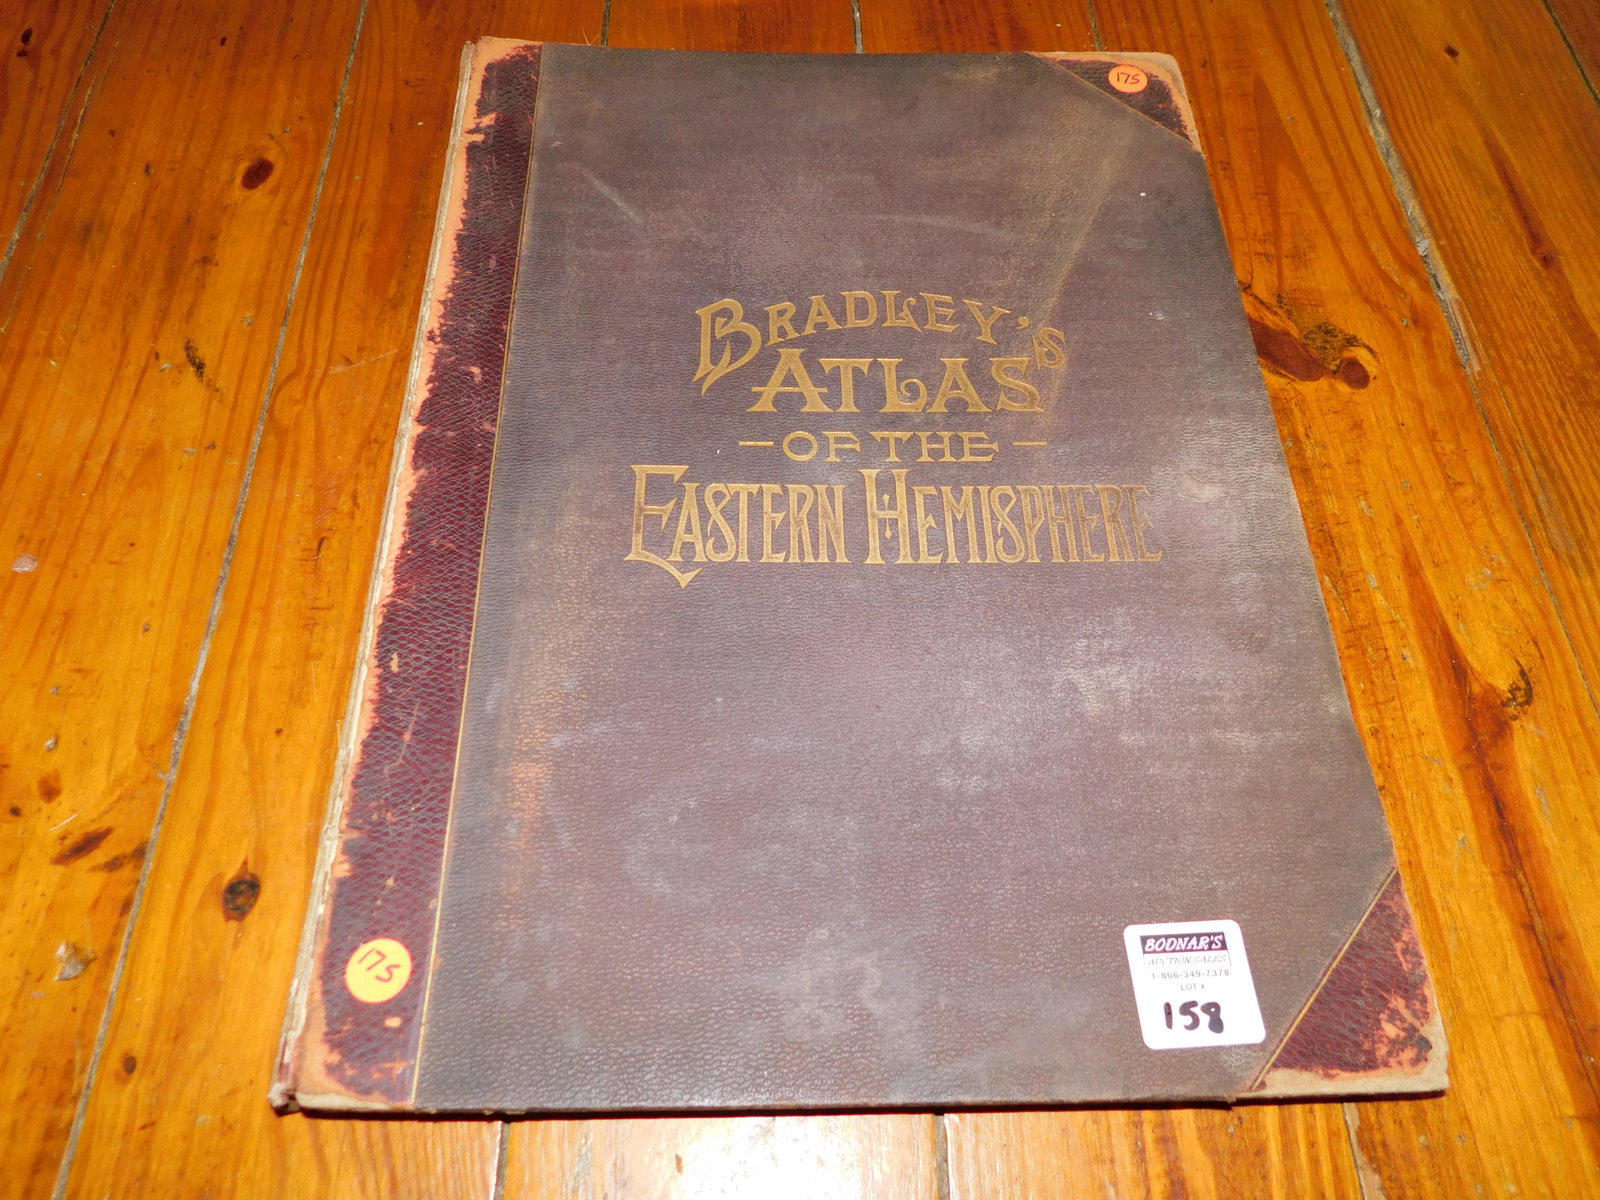 175
BRADLEY'S
ATLAS
- OF THE -
EASTERN HEMISPHERE
BODNAR'S
AUCTION SALES
1-866-349-7378
LOT #
158
175